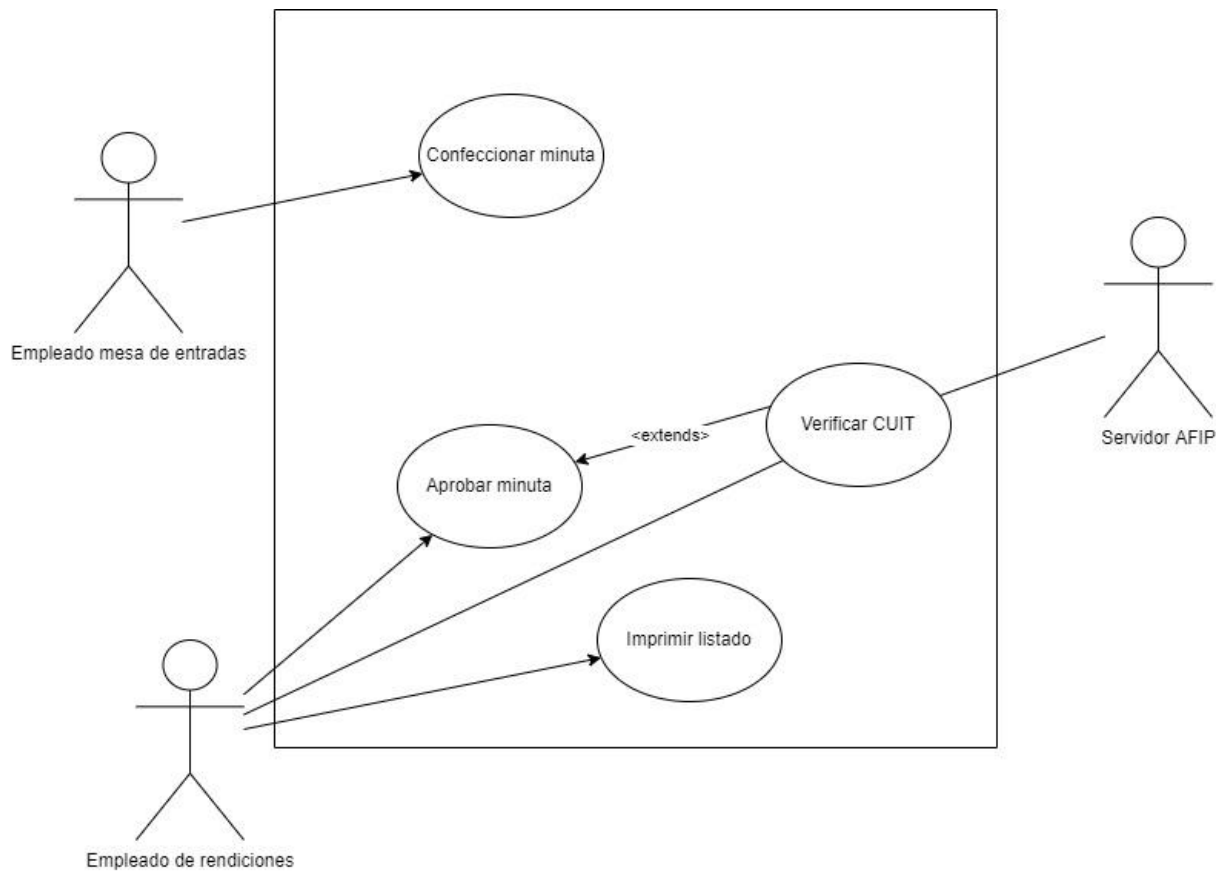 Confeccionar minuta
Empleado mesa de entradas
Verificar CUIT
<extends>
Servidor AFIP
Aprobar minuta
Imprimir listado
Empleado de rendiciones